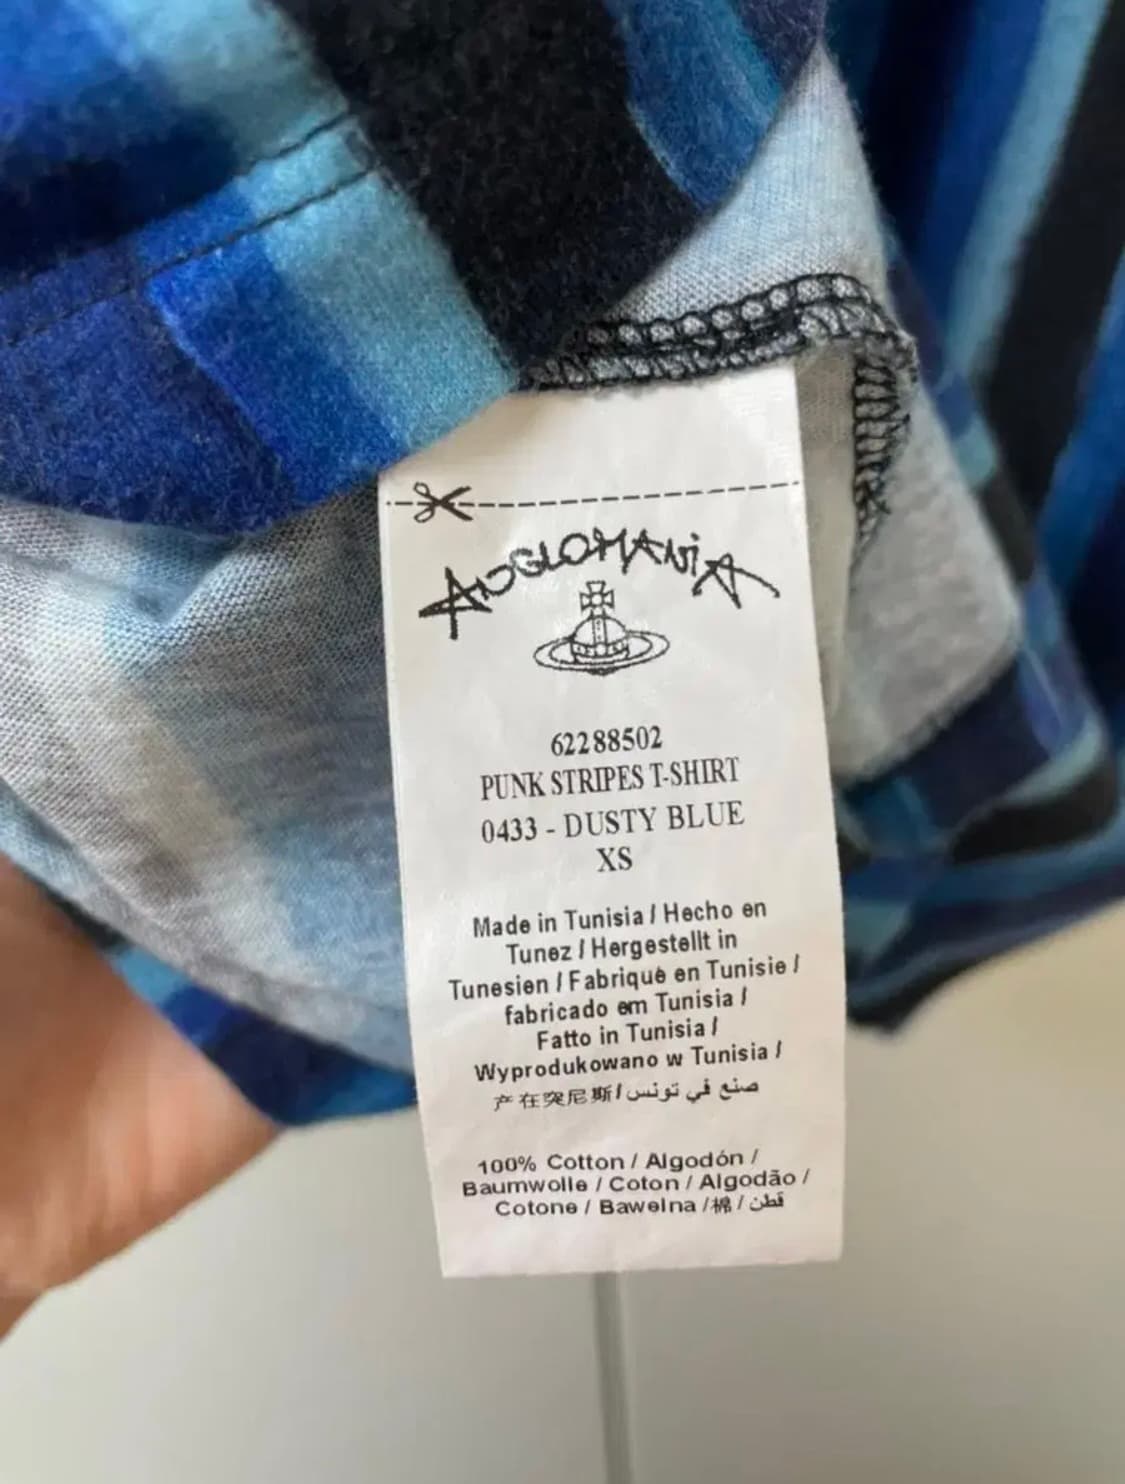 ANGLOMANIA
62288502
PUNK STRIPES T-SHIRT
0433 - DUSTY BLUE
XS
Made in Tunisia / Hecho en
Tunez / Hergestellt in
Tunesien / Fabriqué en Tunisie /
fabricado em Tunisia /
Fatto in Tunisia /
Wyprodukowano w Tunisia /
产在突尼斯/صنع في تونس
100% Cotton / Algodón /
Baumwolle / Coton / Algodão /
Cotone / Bawelna /棉 / قطن